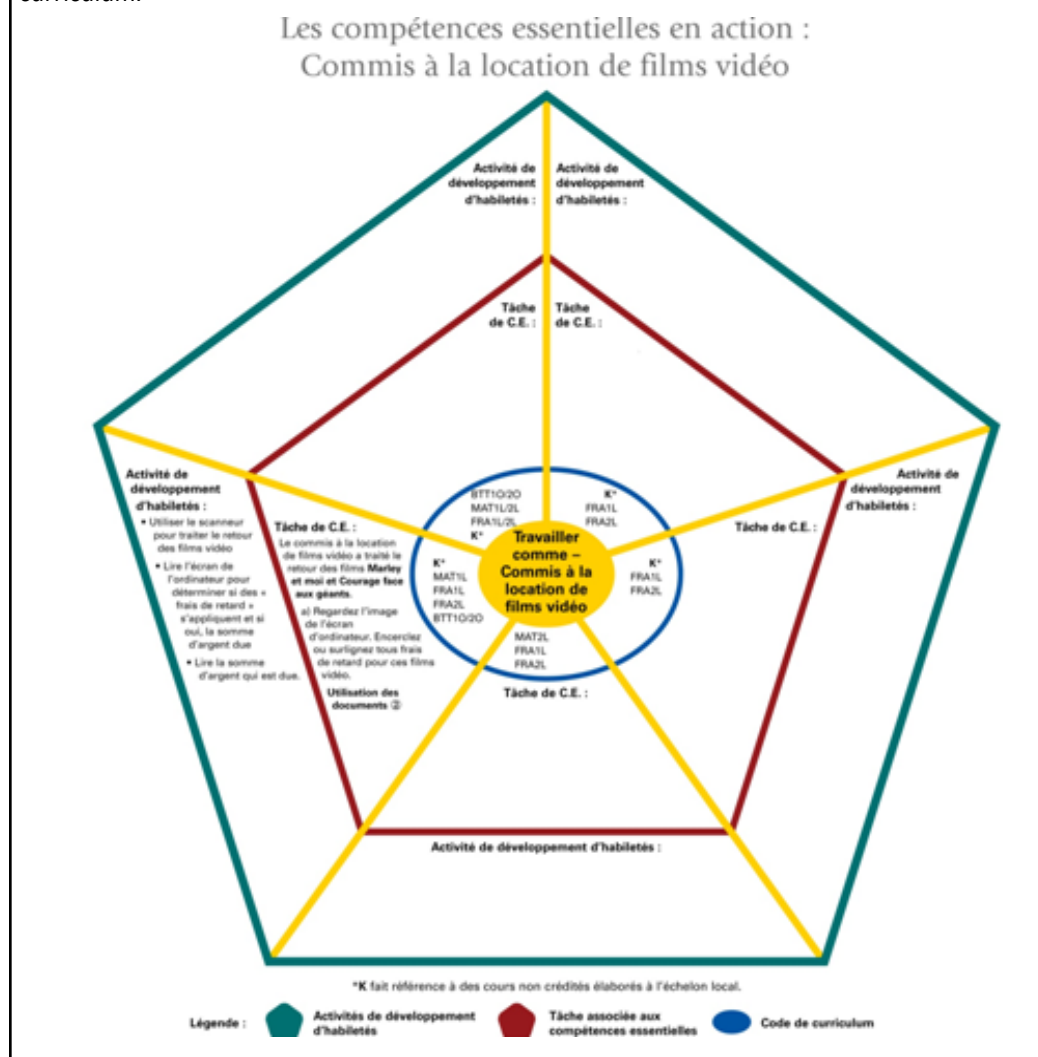 curriculum.
Les compétences essentielles en action :
Commis à la location de films vidéo
Activité de
développement
d'habiletés :
Activité de
développement
d'habiletés :
Tâche
de C.E. :
Tâche
de C.E. :
Activité de
développement
d'habiletés :
• Utiliser le scanneur
pour traiter le retour
des films vidéo
• Lire l'écran de
l'ordinateur pour
déterminer si des «
frais de retard »
s'appliquent et si
oui, la somme
d'argent due
• Lire la somme
d'argent qui est due.
Tâche de C.E. :
Le commis à la location
de films vidéo a traité le
retour des films Marley
et moi et Courage face
aux géants.
a) Regardez l'image
de l'écran
d'ordinateur. Encerclez
ou surlignez tous frais
de retard pour ces films
vidéo.
Utilisation des
documents ②
BTT1O/2O
MAT1L/2L
FRA1L/2L
K*
K*
FRA1L
FRA2L
K*
MAT1L
FRA1L
FRA2L
BTT1O/2O
Travailler
comme –
Commis à la
location de
films vidéo
K*
FRA1L
FRA2L
MAT2L
FRA1L
FRA2L
Tâche de C.E. :
Activité de
développement
d'habiletés :
Tâche de C.E. :
Activité de développement d'habiletés :
*K fait référence à des cours non crédités élaborés à l'échelon local.
Légende :
Activités de développement
d'habiletés
Tâche associée aux
compétences essentielles
Code de curriculum